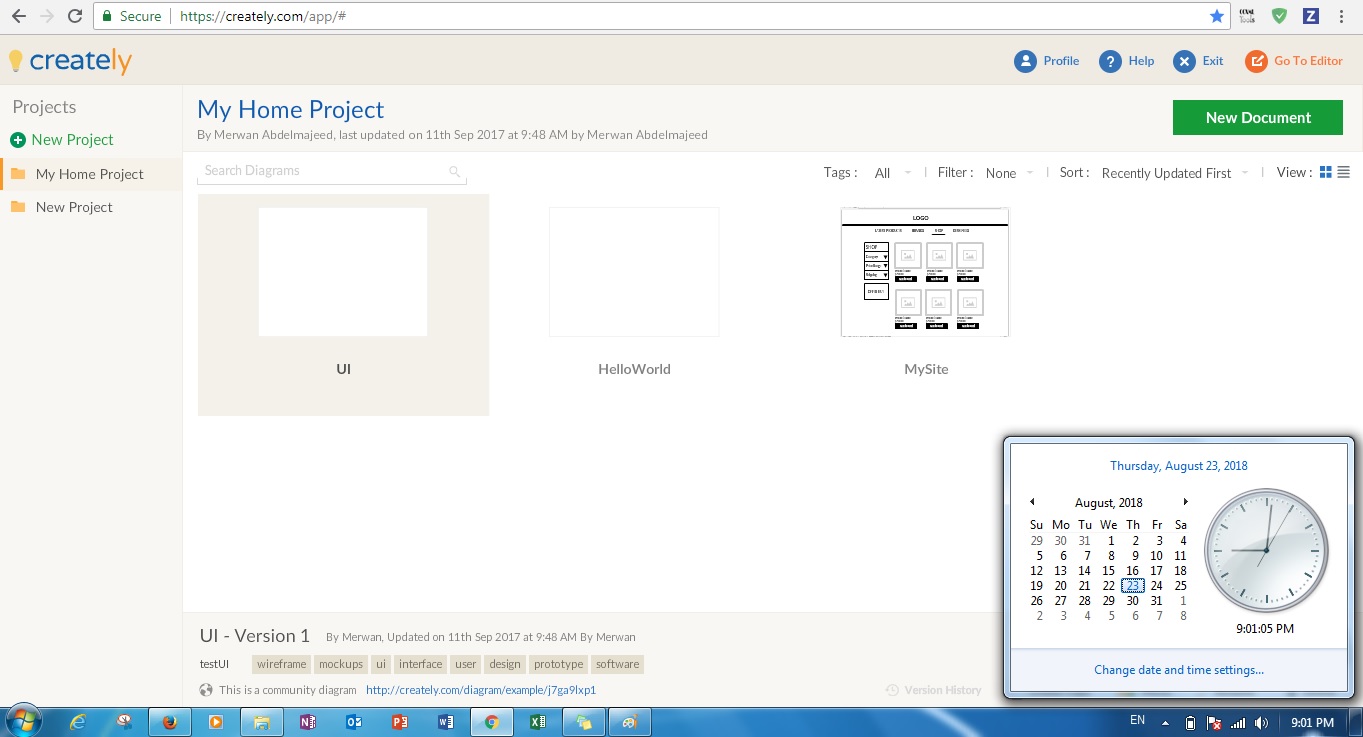 Secure https://creately.com/app/#
creately
Profile
Help
Exit
Go To Editor
Projects
New Project
My Home Project
New Project
My Home Project
By Merwan Abdelmajeed, last updated on 11th Sep 2017 at 9:48 AM by Merwan Abdelmajeed
New Document
Search Diagrams
Tags : All
Filter : None
Sort : Recently Updated First
View :
LOGO
SHOP
SHOP
UI
HelloWorld
MySite
UI - Version 1 By Merwan, Updated on 11th Sep 2017 at 9:48 AM By Merwan
testUI wireframe mockups ui interface user design prototype software
This is a community diagram http://creately.com/diagram/example/j7ga9lxp1
Version History
Thursday, August 23, 2018
August, 2018
Su Mo Tu We Th Fr Sa
29 30 31 1 2 3 4
5 6 7 8 9 10 11
12 13 14 15 16 17 18
19 20 21 22 23 24 25
26 27 28 29 30 31 1
2 3 4 5 6 7 8
9:01:05 PM
Change date and time settings...
EN
9:01 PM